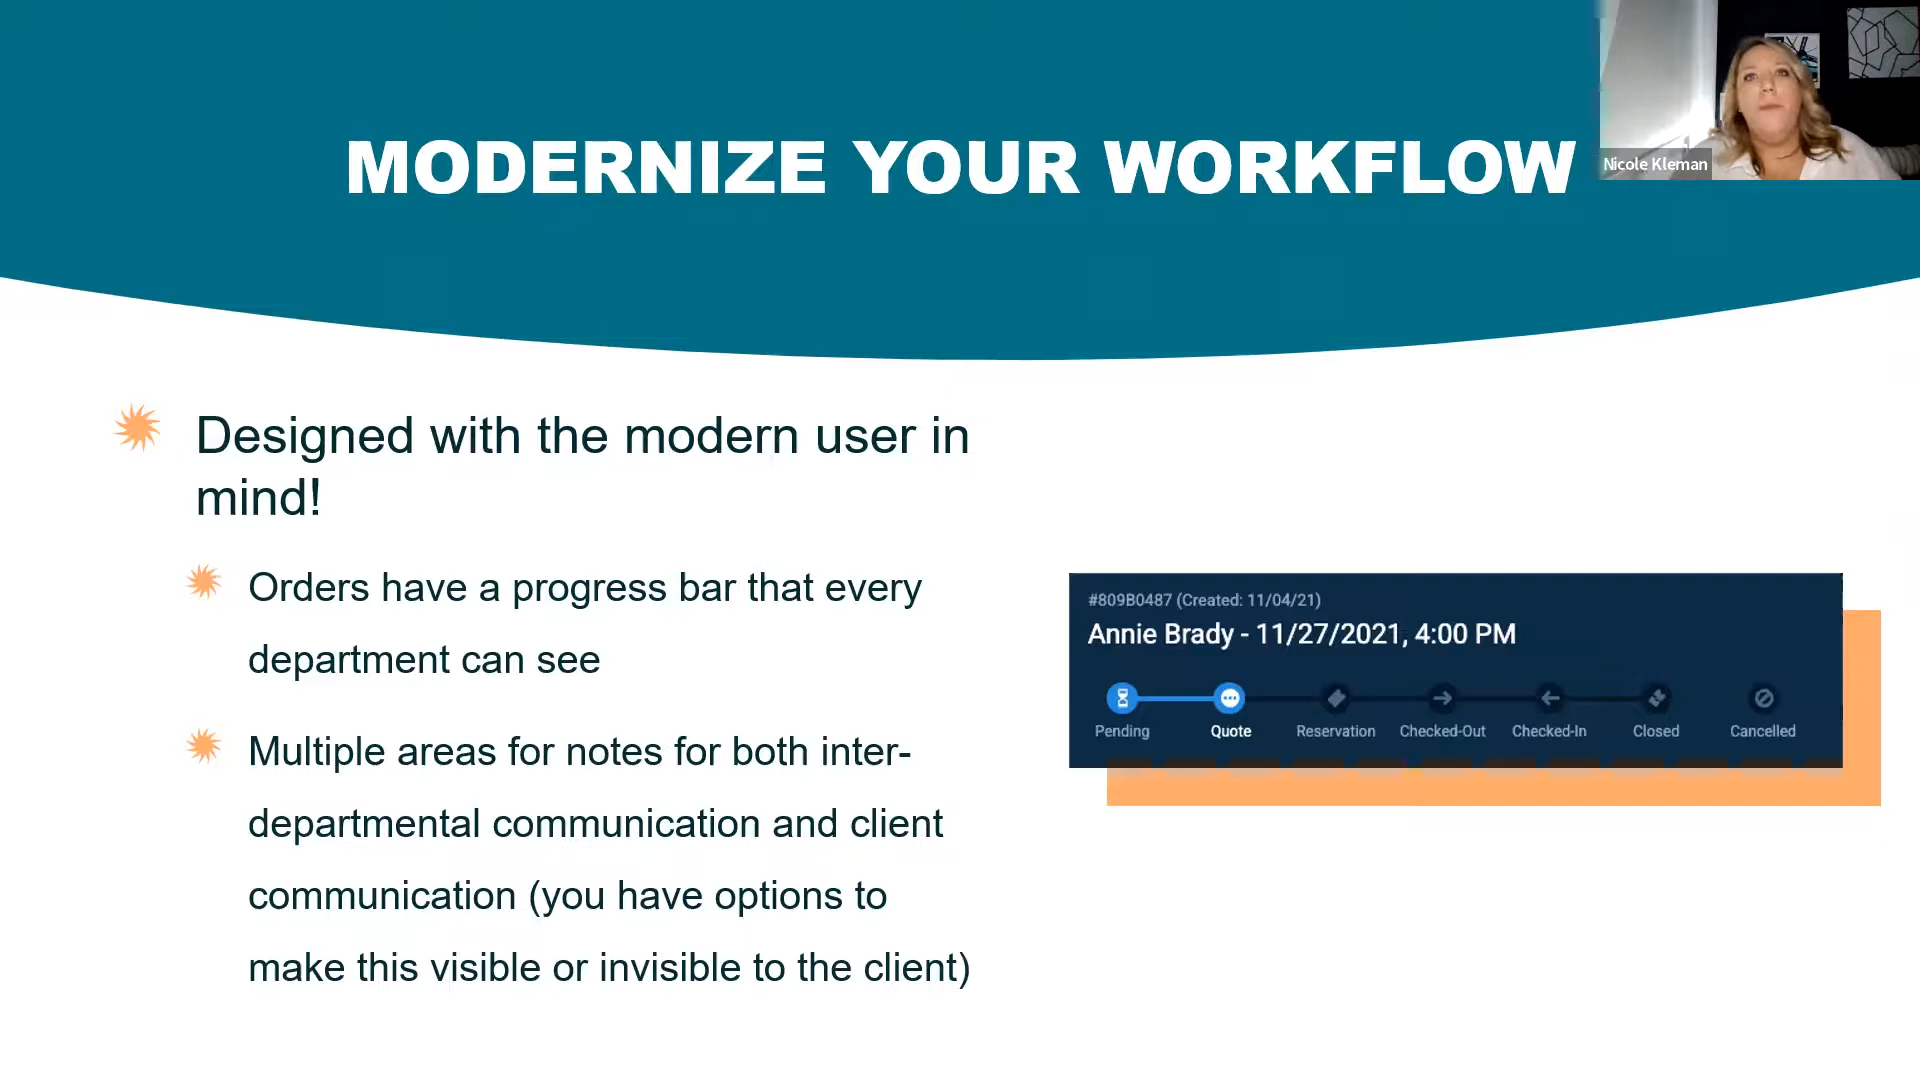 MODERNIZE YOUR WORKFLOW
Nicole Kleman
Designed with the modern user in
mind!
Orders have a progress bar that every
department can see
Multiple areas for notes for both inter-
departmental communication and client
communication (you have options to
make this visible or invisible to the client)
#809B0487 (Created: 11/04/21)
Annie Brady - 11/27/2021, 4:00 PM
Pending Quote Reservation Checked-Out Checked-In Closed Cancelled